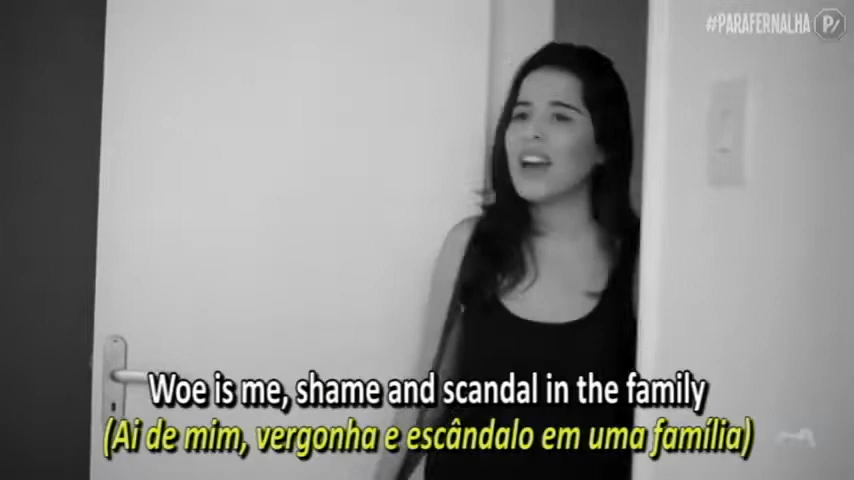 #PARAFERNALHA P/
Woe is me, shame and scandal in the family
(Ai de mim, vergonha e escândalo em uma família)